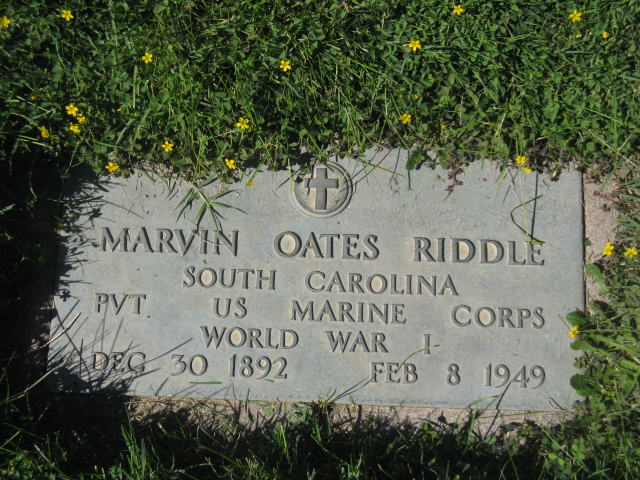 MARVIN OATES RIDDLE
SOUTH CAROLINA
PVT US MARINE CORPS
WORLD WAR I
DEC 30 1892 FEB 8 1949